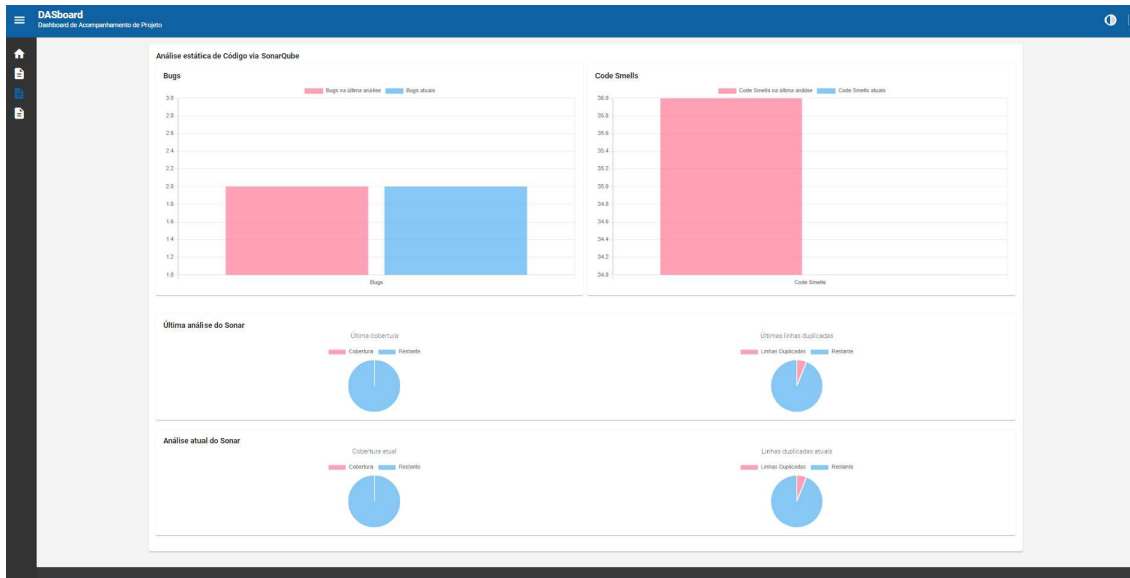 DASboard
Dashboard de Acompanhamento de Projeto
Análise estática de Código via SonarQube
Bugs
Bugs na última análise Bugs atuais
3.0
2.8
2.6
2.4
2.2
2.0
1.8
1.6
1.4
1.2
1.0
Bugs
Code Smells
Code Smells na última análise Code Smells atuais
36.0
35.8
35.6
35.4
35.2
35.0
34.8
34.6
34.4
34.2
34.0
Code Smells
Última análise do Sonar
Última cobertura
Cobertura Restante
Últimas linhas duplicadas
Linhas Duplicadas Restante
Análise atual do Sonar
Cobertura atual
Cobertura Restante
Linhas duplicadas atuais
Linhas Duplicadas Restante